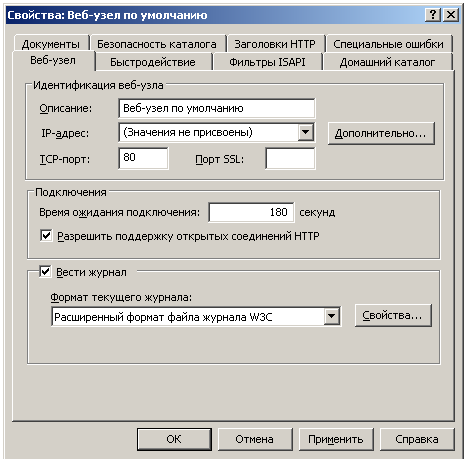 Свойства: Веб-узел по умолчанию
Документы Безопасность каталога Заголовки HTTP Специальные ошибки
Веб-узел Быстродействие Фильтры ISAPI Домашний каталог
Идентификация веб-узла
Описание: Веб-узел по умолчанию
IP-адрес: (Значения не присвоены) Дополнительно...
TCP-порт: 80 Порт SSL:
Подключения
Время ожидания подключения: 180 секунд
Разрешить поддержку открытых соединений HTTP
Вести журнал
Формат текущего журнала:
Расширенный формат файла журнала W3C Свойства...
OK Отмена Применить Справка